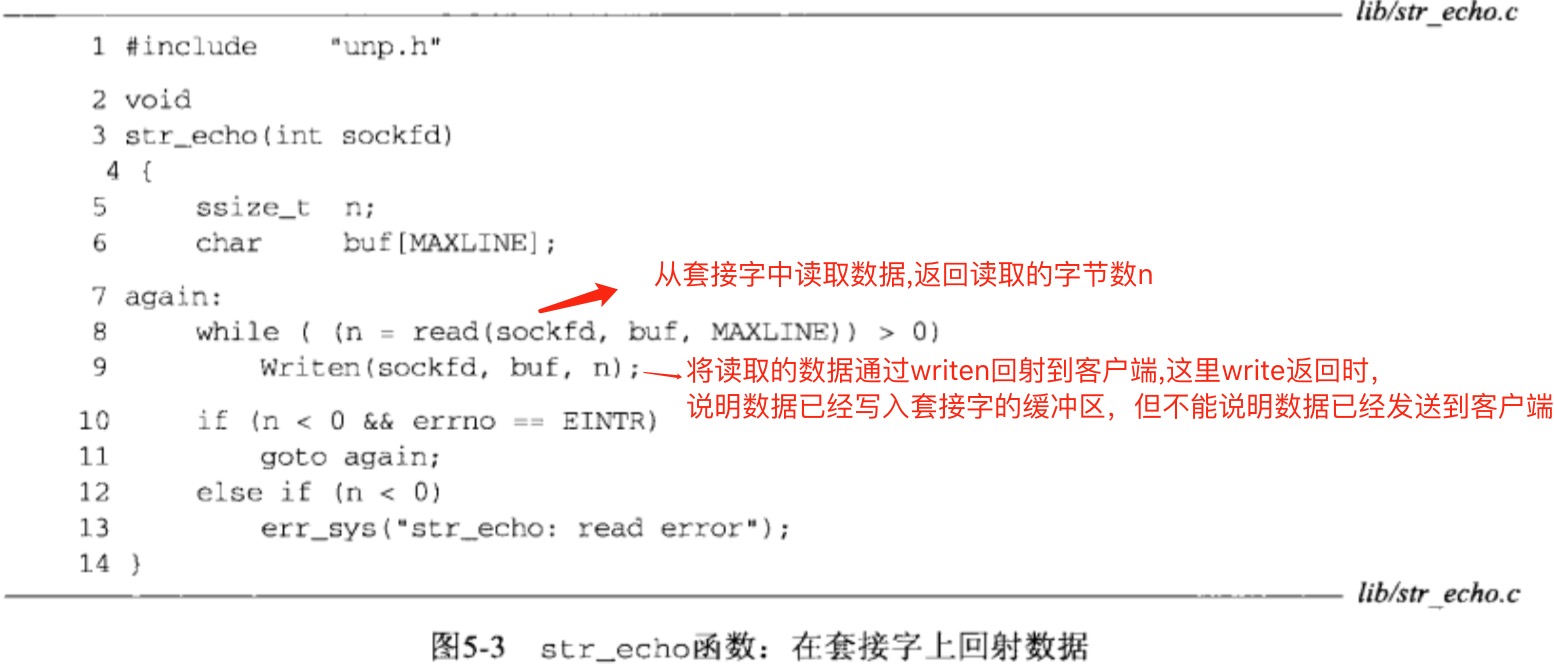 lib/str_echo.c
1 #include "unp.h"
2 void
3 str_echo(int sockfd)
4 {
5 ssize_t n;
6 char buf[MAXLINE];
从套接字中读取数据,返回读取的字节数n
7 again:
8 while ( (n = read(sockfd, buf, MAXLINE)) > 0)
9 Writen(sockfd, buf, n);
将读取的数据通过writen回射到客户端,这里write返回时,
说明数据已经写入套接字的缓冲区，但不能说明数据已经发送到客户端
10 if (n < 0 && errno == EINTR)
11 goto again;
12 else if (n < 0)
13 err_sys("str_echo: read error");
14 }
lib/str_echo.c
图5-3 str_echo函数：在套接字上回射数据